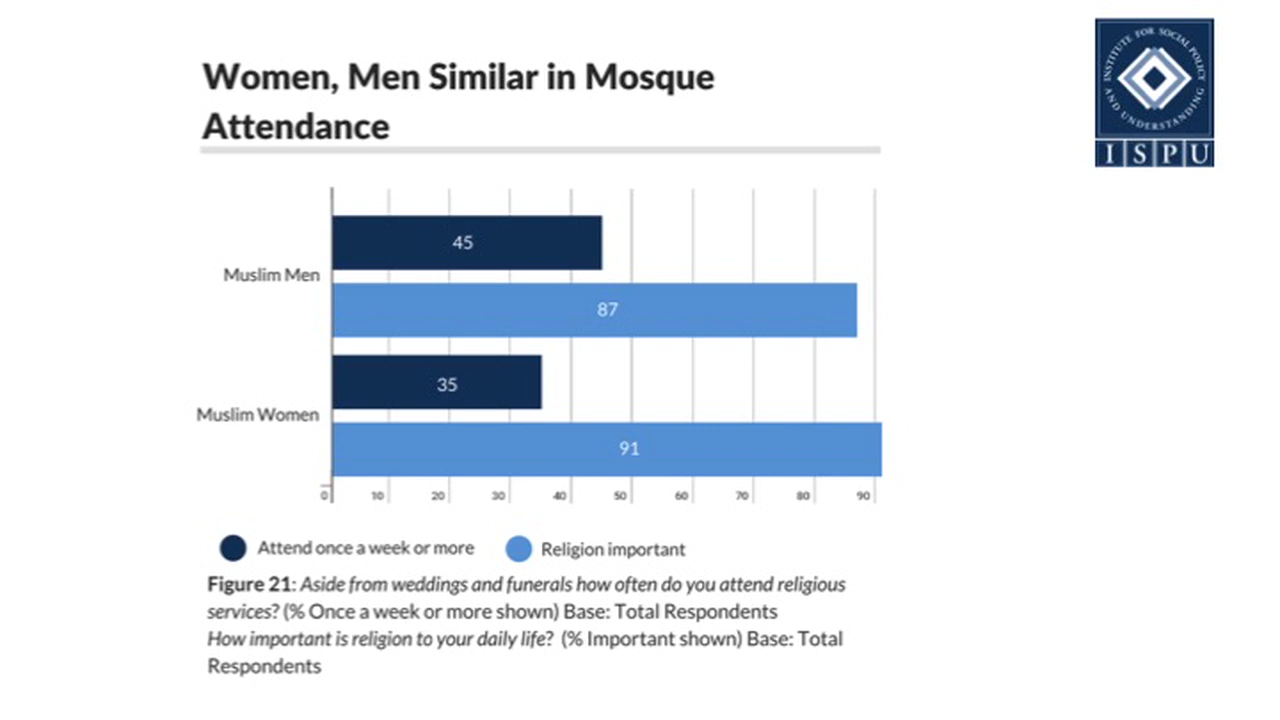 Women, Men Similar in Mosque
Attendance
INSTITUTE FOR SOCIAL POLICY
AND UNDERSTANDING
I S P U
45
Muslim Men
87
35
Muslim Women
91
0 10 20 30 40 50 60 70 80 90
Attend once a week or more Religion important
Figure 21: Aside from weddings and funerals how often do you attend religious
services? (% Once a week or more shown) Base: Total Respondents
How important is religion to your daily life? (% Important shown) Base: Total
Respondents